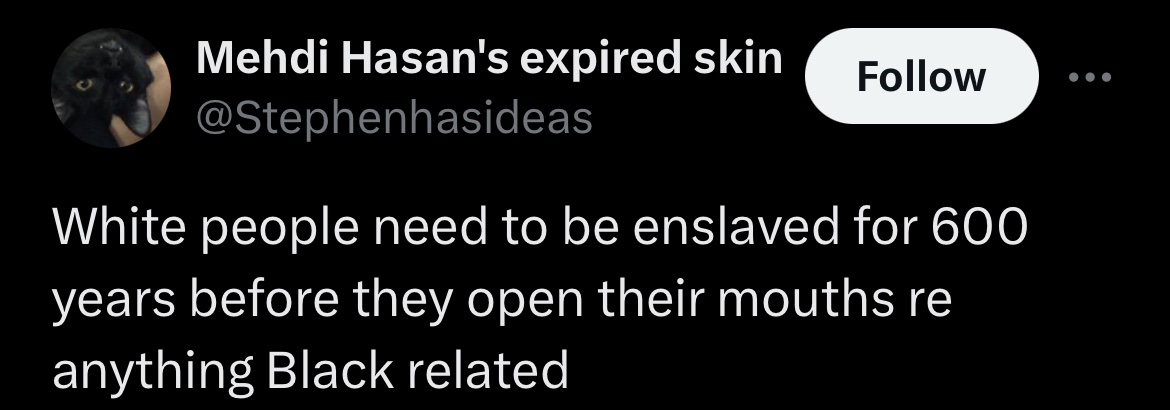 Mehdi Hasan's expired skin
Follow
@Stephenhasideas
White people need to be enslaved for 600
years before they open their mouths re
anything Black related